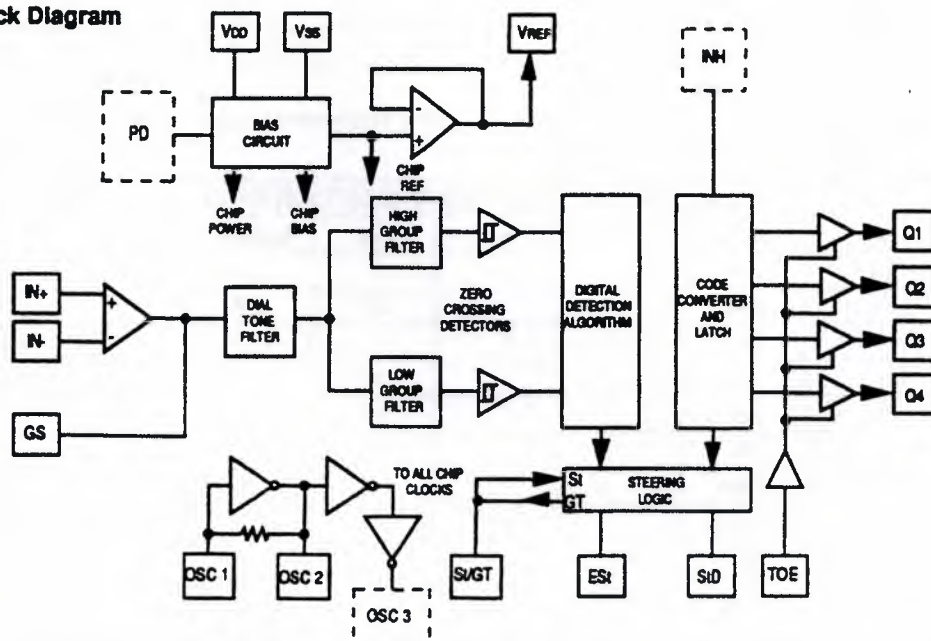 ck Diagram
VDD
VSS
VREF
INH
PD
BIAS
CIRCUIT
-
+
CHIP
REF
CHIP
POWER
CHIP
BIAS
HIGH
GROUP
FILTER
IN+
IN-
+
-
DIAL
TONE
FILTER
ZERO
CROSSING
DETECTORS
DIGITAL
DETECTION
ALGORITHM
CODE
CONVERTER
AND
LATCH
Q1
Q2
Q3
Q4
LOW
GROUP
FILTER
GS
TO ALL CHIP
CLOCKS
St
GT
STEERING
LOGIC
OSC 1
OSC 2
OSC 3
St/GT
ESt
StD
TOE